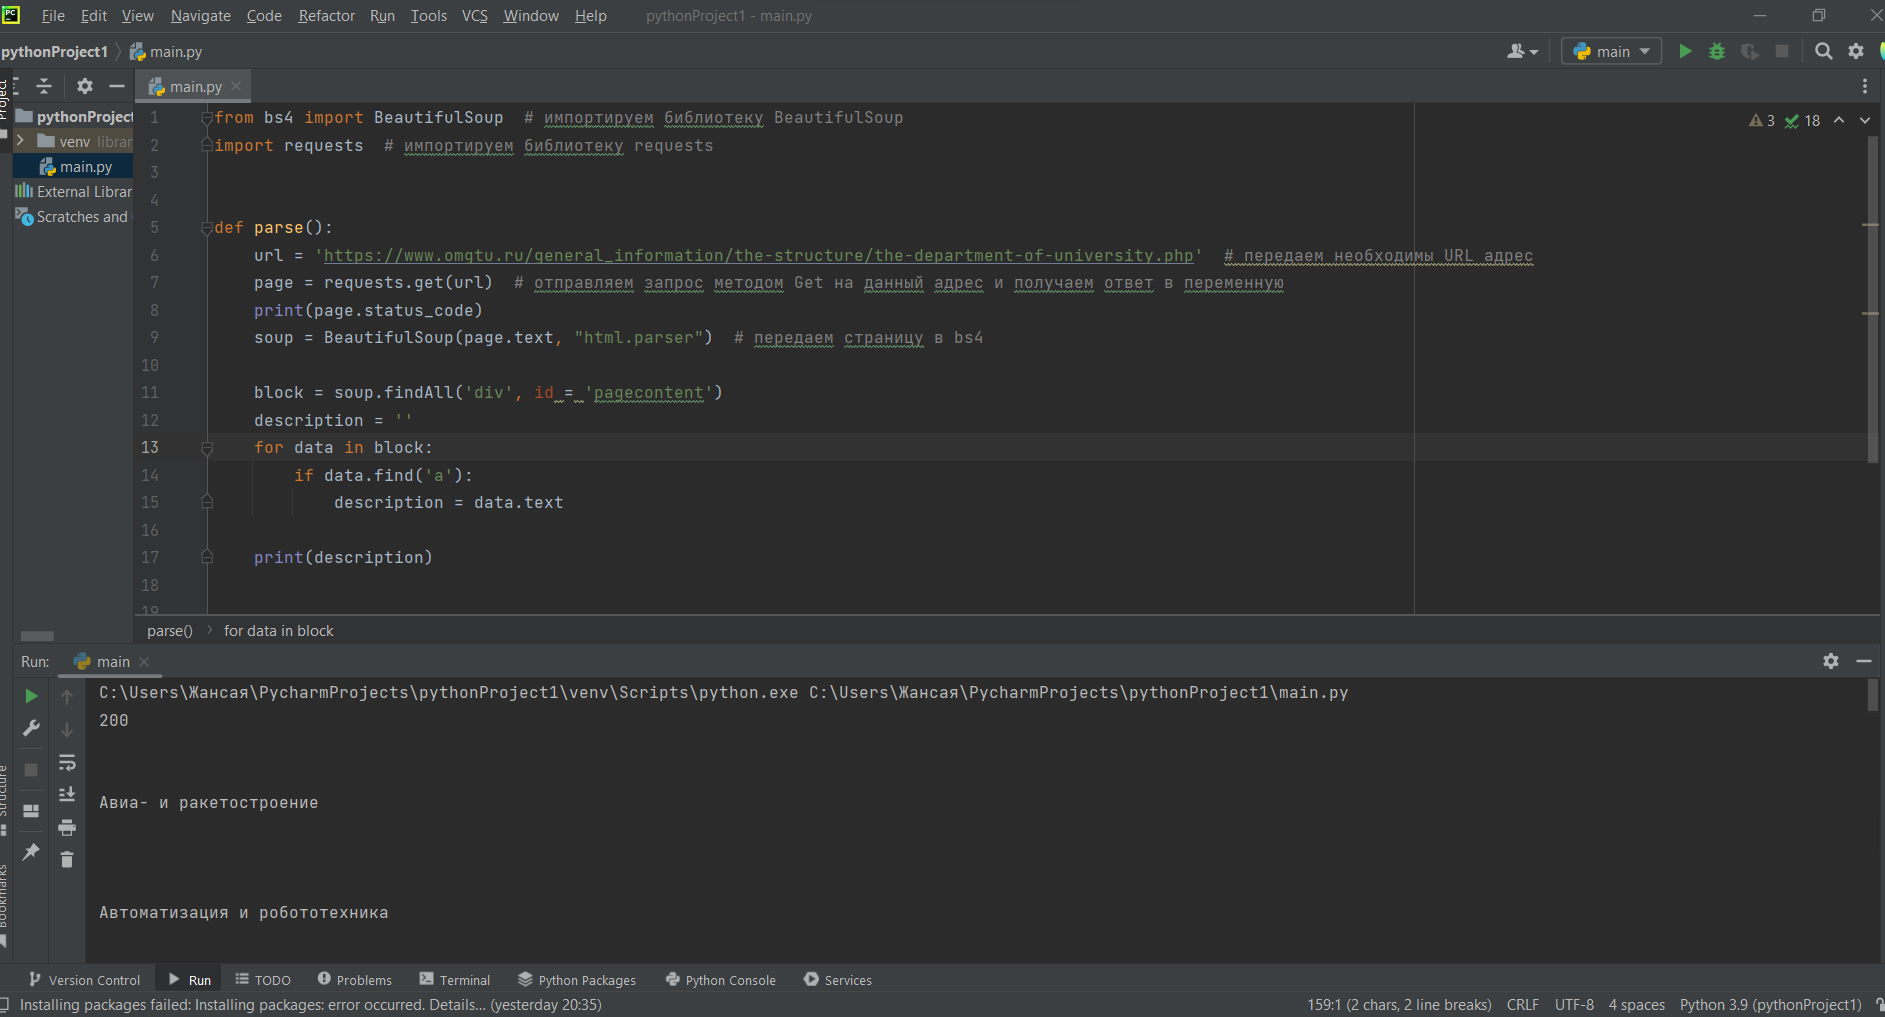 PC File Edit View Navigate Code Refactor Run Tools VCS Window Help pythonProject1 - main.py
pythonProject1 main.py main
Project main.py
pythonProject
venv library
main.py
External Librar
Scratches and
3 18
1 from bs4 import BeautifulSoup # импортируем библиотеку BeautifulSoup
2 import requests # импортируем библиотеку requests
3
4
5 def parse():
6 url = 'https://www.omgtu.ru/general_information/the-structure/the-department-of-university.php' # передаем необходимы URL адрес
7 page = requests.get(url) # отправляем запрос методом Get на данный адрес и получаем ответ в переменную
8 print(page.status_code)
9 soup = BeautifulSoup(page.text, "html.parser") # передаем страницу в bs4
10
11 block = soup.findAll('div', id = 'pagecontent')
12 description = ''
13 for data in block:
14 if data.find('a'):
15 description = data.text
16
17 print(description)
18
19
parse() for data in block
Run: main
C:\Users\Жансая\PycharmProjects\pythonProject1\venv\Scripts\python.exe C:\Users\Жансая\PycharmProjects\pythonProject1\main.py
200
Авиа- и ракетостроение
Автоматизация и робототехника
Structure
Bookmarks
Version Control Run TODO Problems Terminal Python Packages Python Console Services
Installing packages failed: Installing packages: error occurred. Details... (yesterday 20:35) 159:1 (2 chars, 2 line breaks) CRLF UTF-8 4 spaces Python 3.9 (pythonProject1)